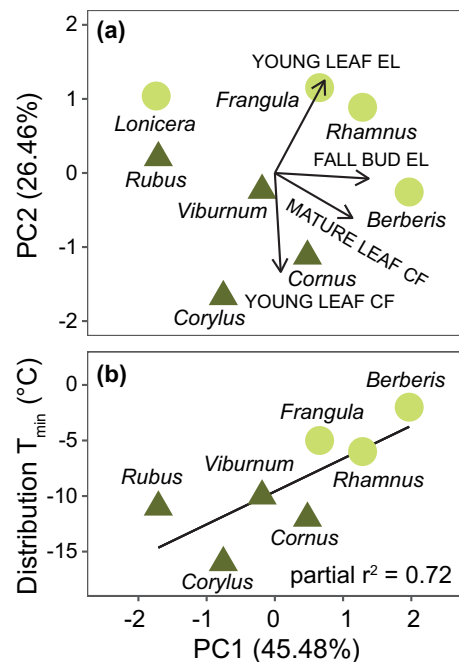 (a)
YOUNG LEAF EL
Frangula
Lonicera
Rhamnus
Rubus
FALL BUD EL
Viburnum
MATURE LEAF CF
Berberis
Cornus
YOUNG LEAF CF
Corylus
PC2 (26.46%)
2
1
0
-1
-2
(b)
Berberis
Frangula
Rhamnus
Viburnum
Rubus
Cornus
Corylus
partial r² = 0.72
Distribution Tmin (°C)
0
-5
-10
-15
-2 -1 0 1 2
PC1 (45.48%)